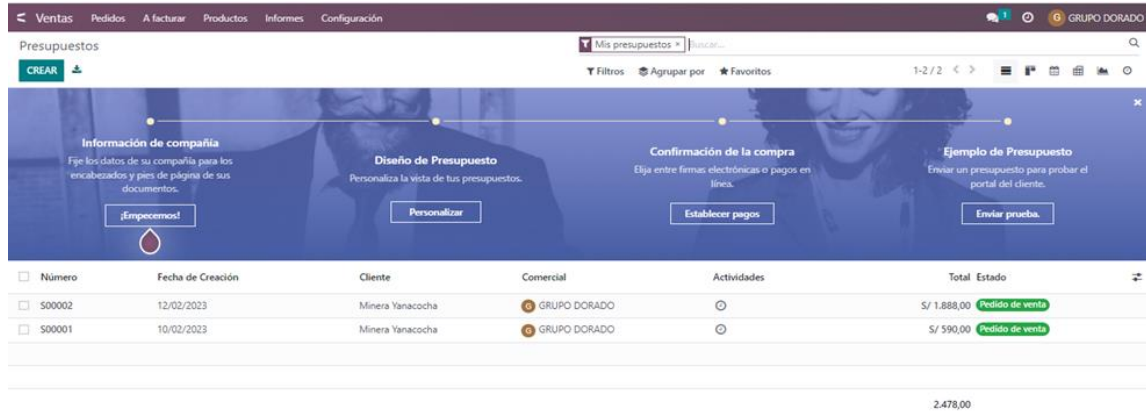 Ventas Pedidos A facturar Productos Informes Configuración 1 G GRUPO DORADO
Presupuestos Mis presupuestos × Buscar...
CREAR Filtros Agrupar por Favoritos 1-2 / 2
Información de compañía
Fije los datos de su compañía para los
encabezados y pies de página de sus
documentos.
¡Empecemos!
Diseño de Presupuesto
Personaliza la vista de tus presupuestos.
Personalizar
Confirmación de la compra
Elija entre firmas electrónicas o pagos en
línea.
Establecer pagos
Ejemplo de Presupuesto
Enviar un presupuesto para probar el
portal del cliente.
Enviar prueba.
Número Fecha de Creación Cliente Comercial Actividades Total Estado
S00002 12/02/2023 Minera Yanacocha G GRUPO DORADO S/ 1.888,00 Pedido de venta
S00001 10/02/2023 Minera Yanacocha G GRUPO DORADO S/ 590,00 Pedido de venta
2.478,00